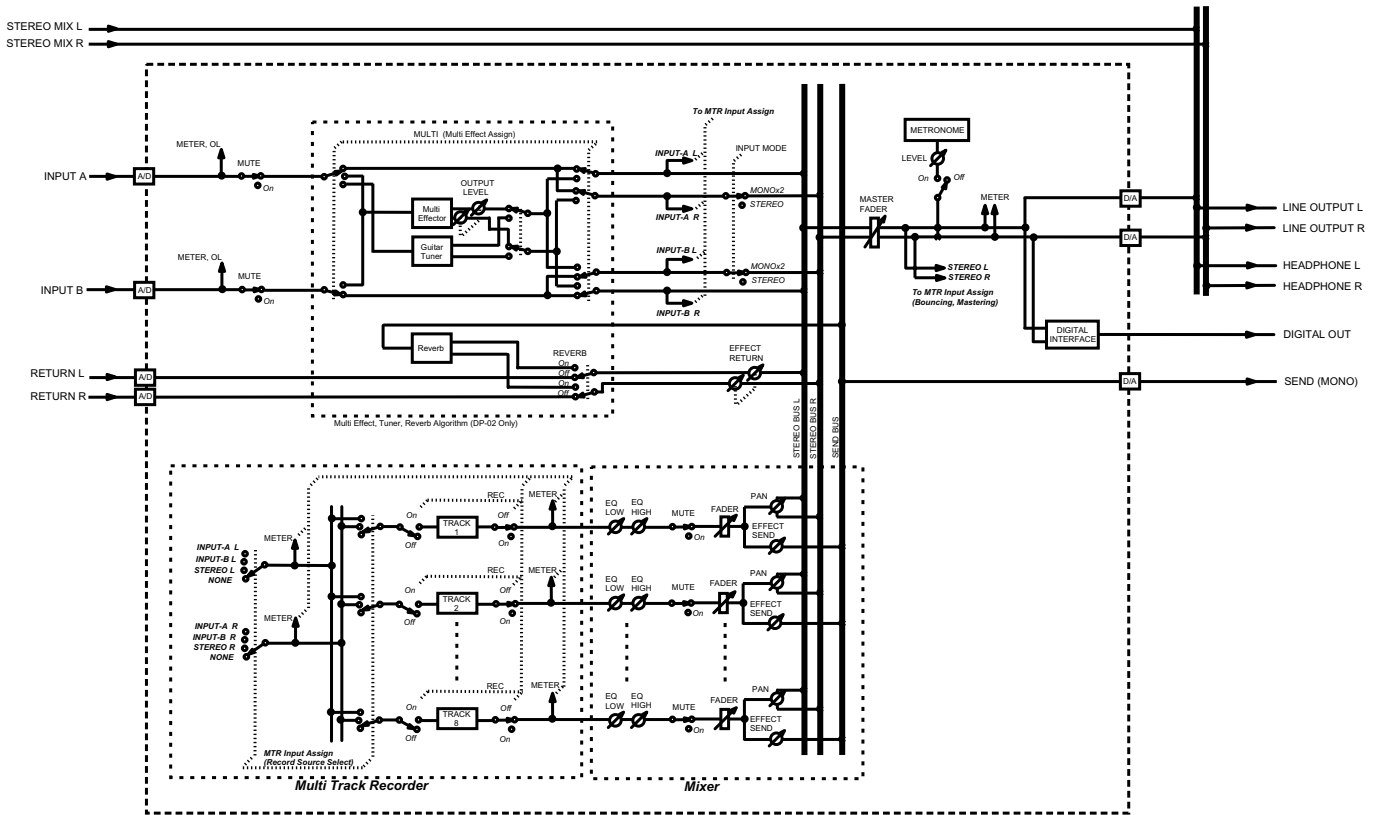 STEREO MIX L
STEREO MIX R
INPUT A
A/D
METER, OL
MUTE
On
INPUT B
A/D
METER, OL
MUTE
On
MULTI (Multi Effect Assign)
OUTPUT
LEVEL
Multi
Effector
Guitar
Tuner
To MTR Input Assign
INPUT-A L
INPUT-A R
INPUT-B L
INPUT-B R
INPUT MODE
MONOx2
STEREO
MONOx2
STEREO
RETURN L
A/D
RETURN R
A/D
Reverb
REVERB
On
Off
On
Off
EFFECT
RETURN
Multi Effect, Tuner, Reverb Algorithm (DP-02 Only)
STEREO BUS L
STEREO BUS R
SEND BUS
METRONOME
LEVEL
On
Off
METER
MASTER
FADER
STEREO L
STEREO R
To MTR Input Assign
(Bouncing, Mastering)
DIGITAL
INTERFACE
D/A
D/A
D/A
LINE OUTPUT L
LINE OUTPUT R
HEADPHONE L
HEADPHONE R
DIGITAL OUT
SEND (MONO)
INPUT-A L
INPUT-B L
STEREO L
NONE
METER
INPUT-A R
INPUT-B R
STEREO R
NONE
METER
MTR Input Assign
(Record Source Select)
REC
On
Off
TRACK
1
Off
On
METER
REC
On
Off
TRACK
2
Off
On
METER
REC
On
Off
TRACK
8
Off
On
METER
Multi Track Recorder
EQ
LOW
EQ
HIGH
MUTE
On
FADER
PAN
EFFECT
SEND
EQ
LOW
EQ
HIGH
MUTE
On
FADER
PAN
EFFECT
SEND
EQ
LOW
EQ
HIGH
MUTE
On
FADER
PAN
EFFECT
SEND
Mixer